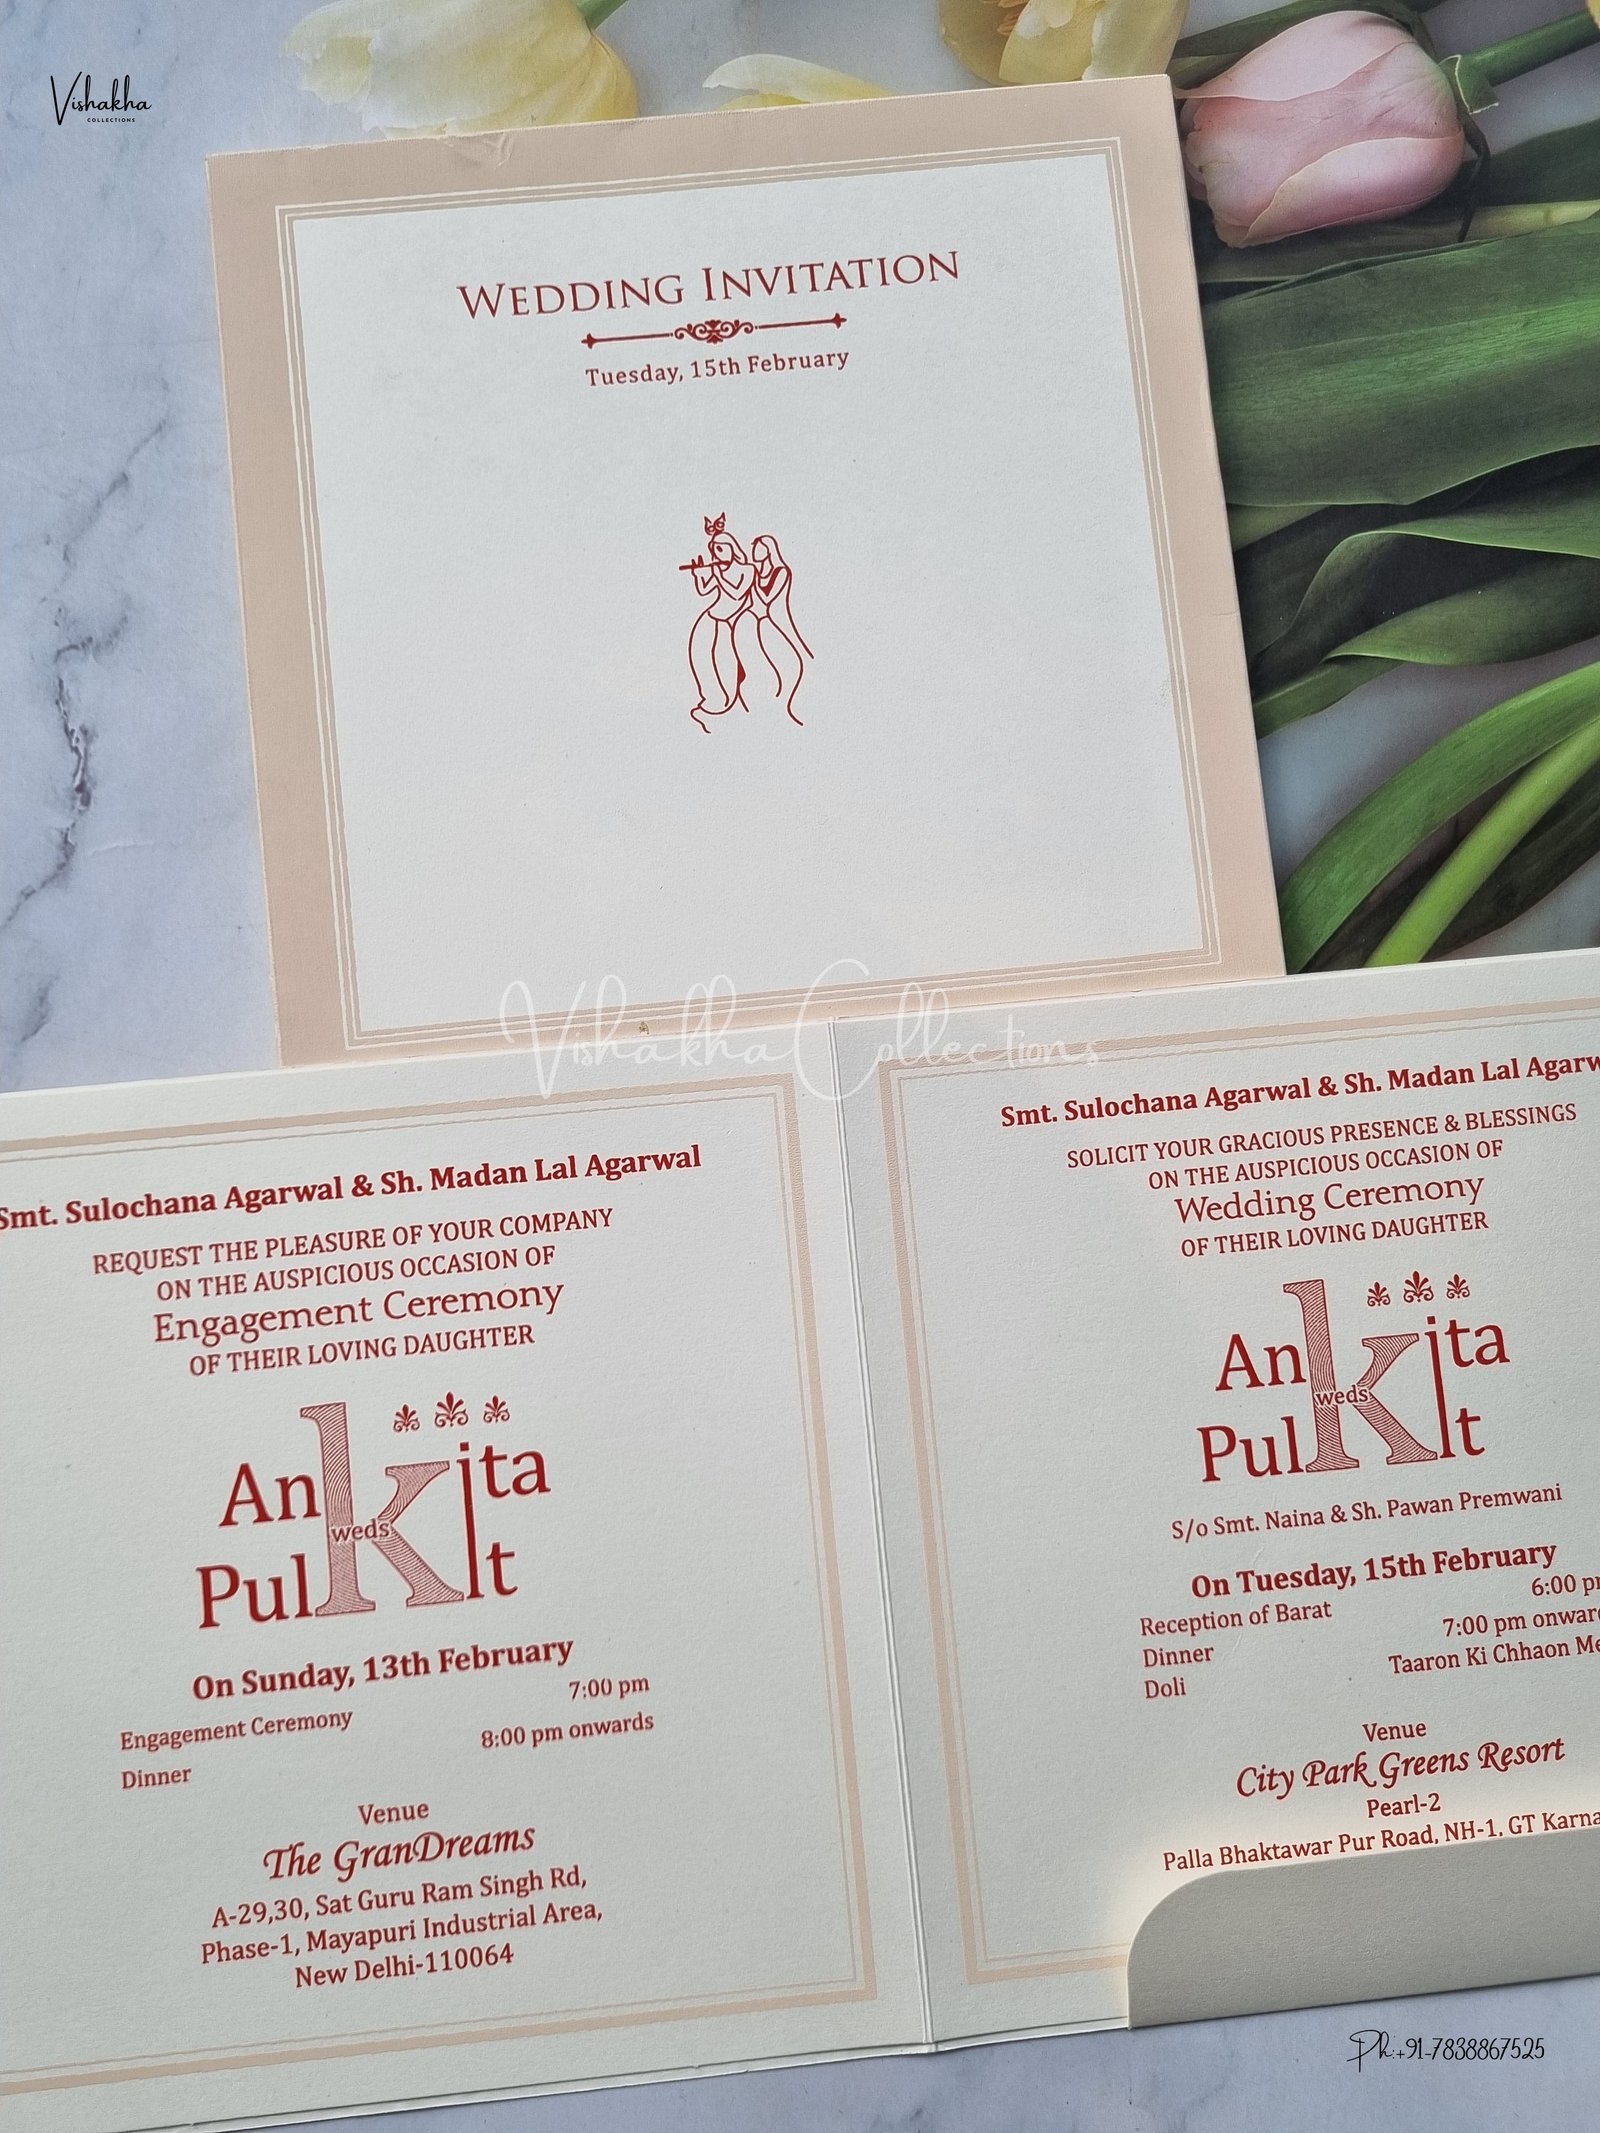 Vishakha
COLLECTIONS
WEDDING INVITATION
Tuesday, 15th February
Vishakha Collections
Smt. Sulochana Agarwal & Sh. Madan Lal Agarwal
REQUEST THE PLEASURE OF YOUR COMPANY
ON THE AUSPICIOUS OCCASION OF
Engagement Ceremony
OF THEIR LOVING DAUGHTER
Ankita
weds
Pulkit
On Sunday, 13th February
Engagement Ceremony 7:00 pm
Dinner 8:00 pm onwards
Venue
The GranDreams
A-29,30, Sat Guru Ram Singh Rd,
Phase-1, Mayapuri Industrial Area,
New Delhi-110064
Smt. Sulochana Agarwal & Sh. Madan Lal
SOLICIT YOUR GRACIOUS PRESENCE & BLESSINGS
ON THE AUSPICIOUS OCCASION OF
Wedding Ceremony
OF THEIR LOVING DAUGHTER
Ankita
weds
Pulkit
S/o Smt. Naina & Sh. Pawan Premwani
On Tuesday, 15th February
Reception of Barat 6:00
Dinner 7:00 pm
Doli Taaron Ki Chhaon
Venue
City Park Greens Resort
Pearl-2
Palla Bhaktawar Pur Road, NH-1, GT
Ph:+91-7838867525